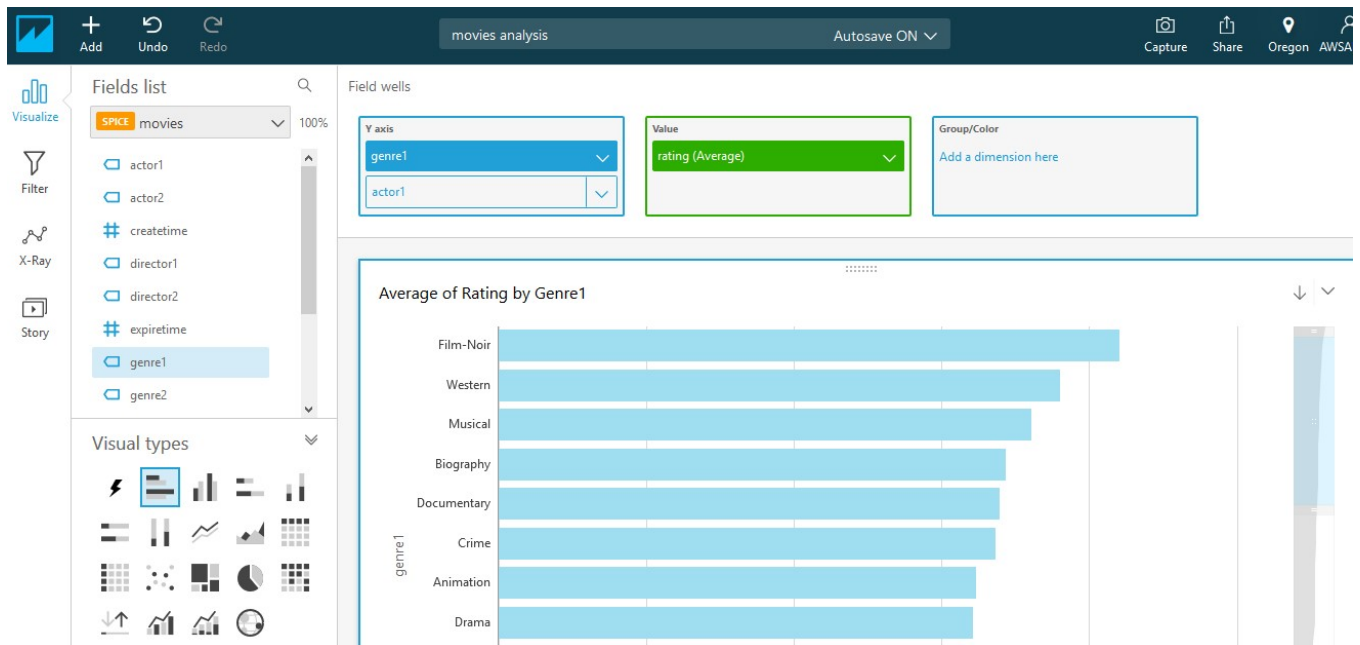 Add
Undo
Redo
movies analysis
Autosave ON
Capture
Share
Oregon
AWSA
Visualize
Filter
X-Ray
Story
Fields list
SPICE movies
100%
actor1
actor2
createtime
director1
director2
expiretime
genre1
genre2
Visual types
Field wells
Y axis
genre1
actor1
Value
rating (Average)
Group/Color
Add a dimension here
Average of Rating by Genre1
genre1
Film-Noir
Western
Musical
Biography
Documentary
Crime
Animation
Drama